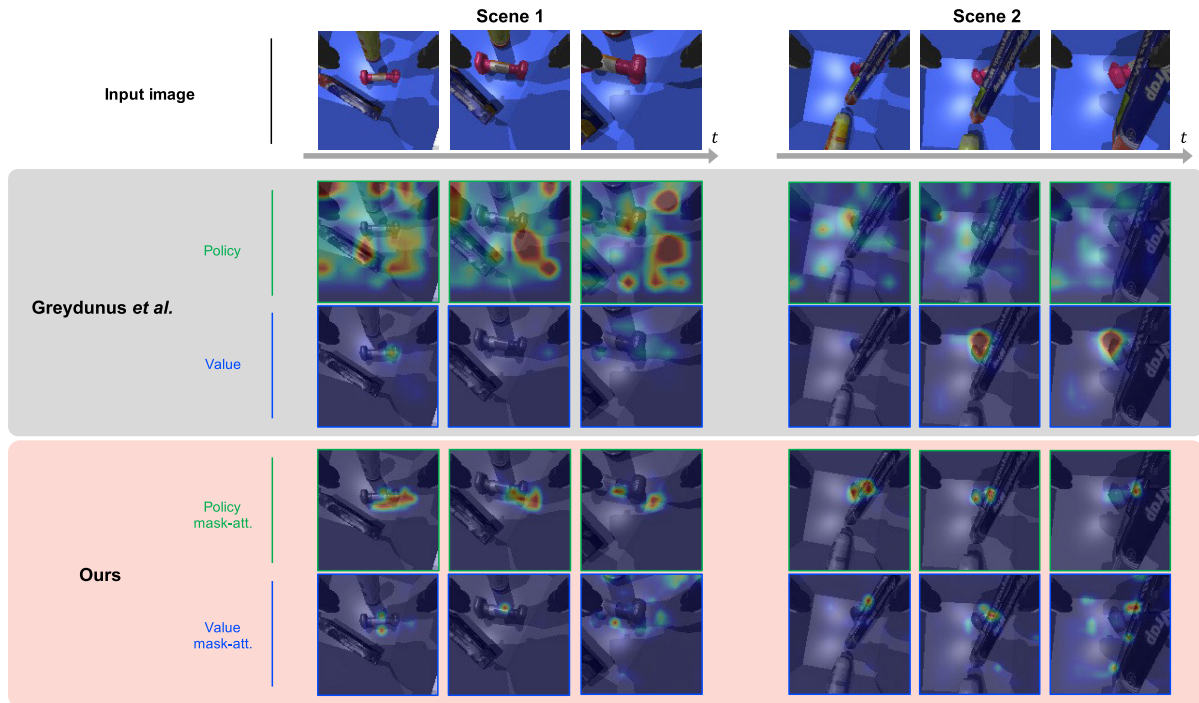 Scene 1
Scene 2
Input image
t
t
Policy
Greydunus et al.
Value
Policy
mask-att.
Ours
Value
mask-att.